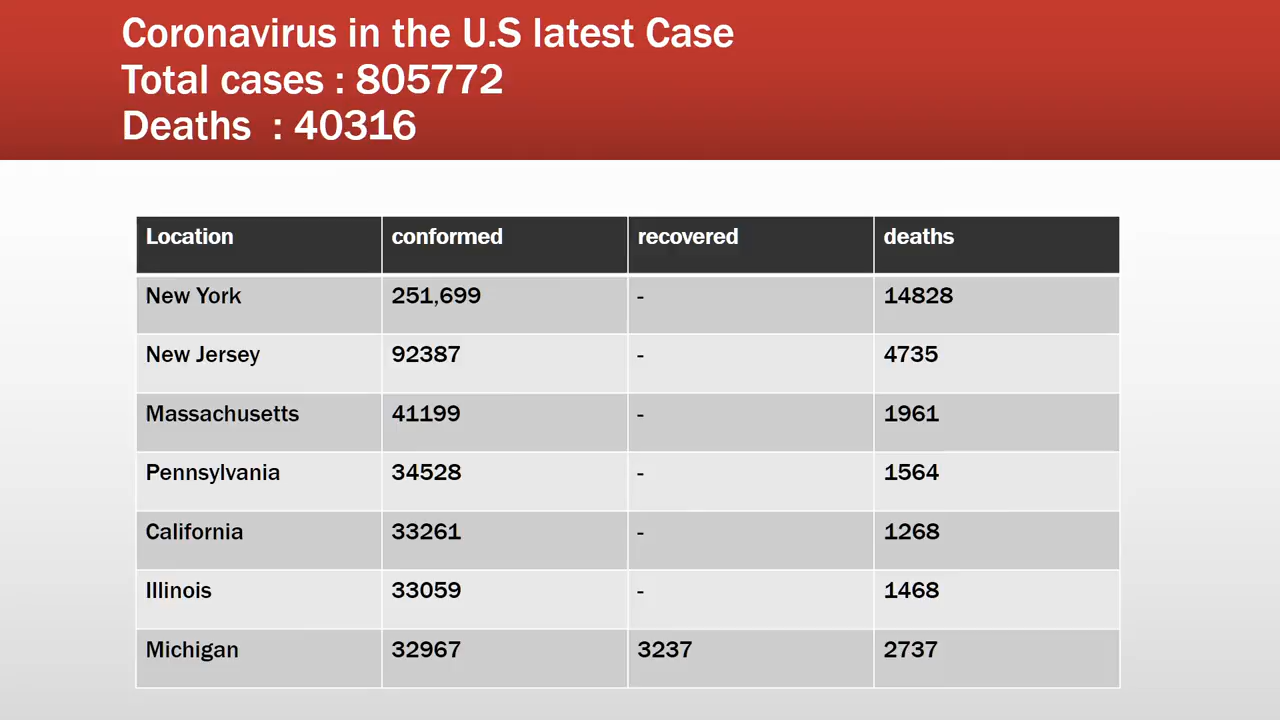 Coronavirus in the U.S latest Case
Total cases : 805772
Deaths : 40316
Location conformed recovered deaths
New York 251,699 - 14828
New Jersey 92387 - 4735
Massachusetts 41199 - 1961
Pennsylvania 34528 - 1564
California 33261 - 1268
Illinois 33059 - 1468
Michigan 32967 3237 2737